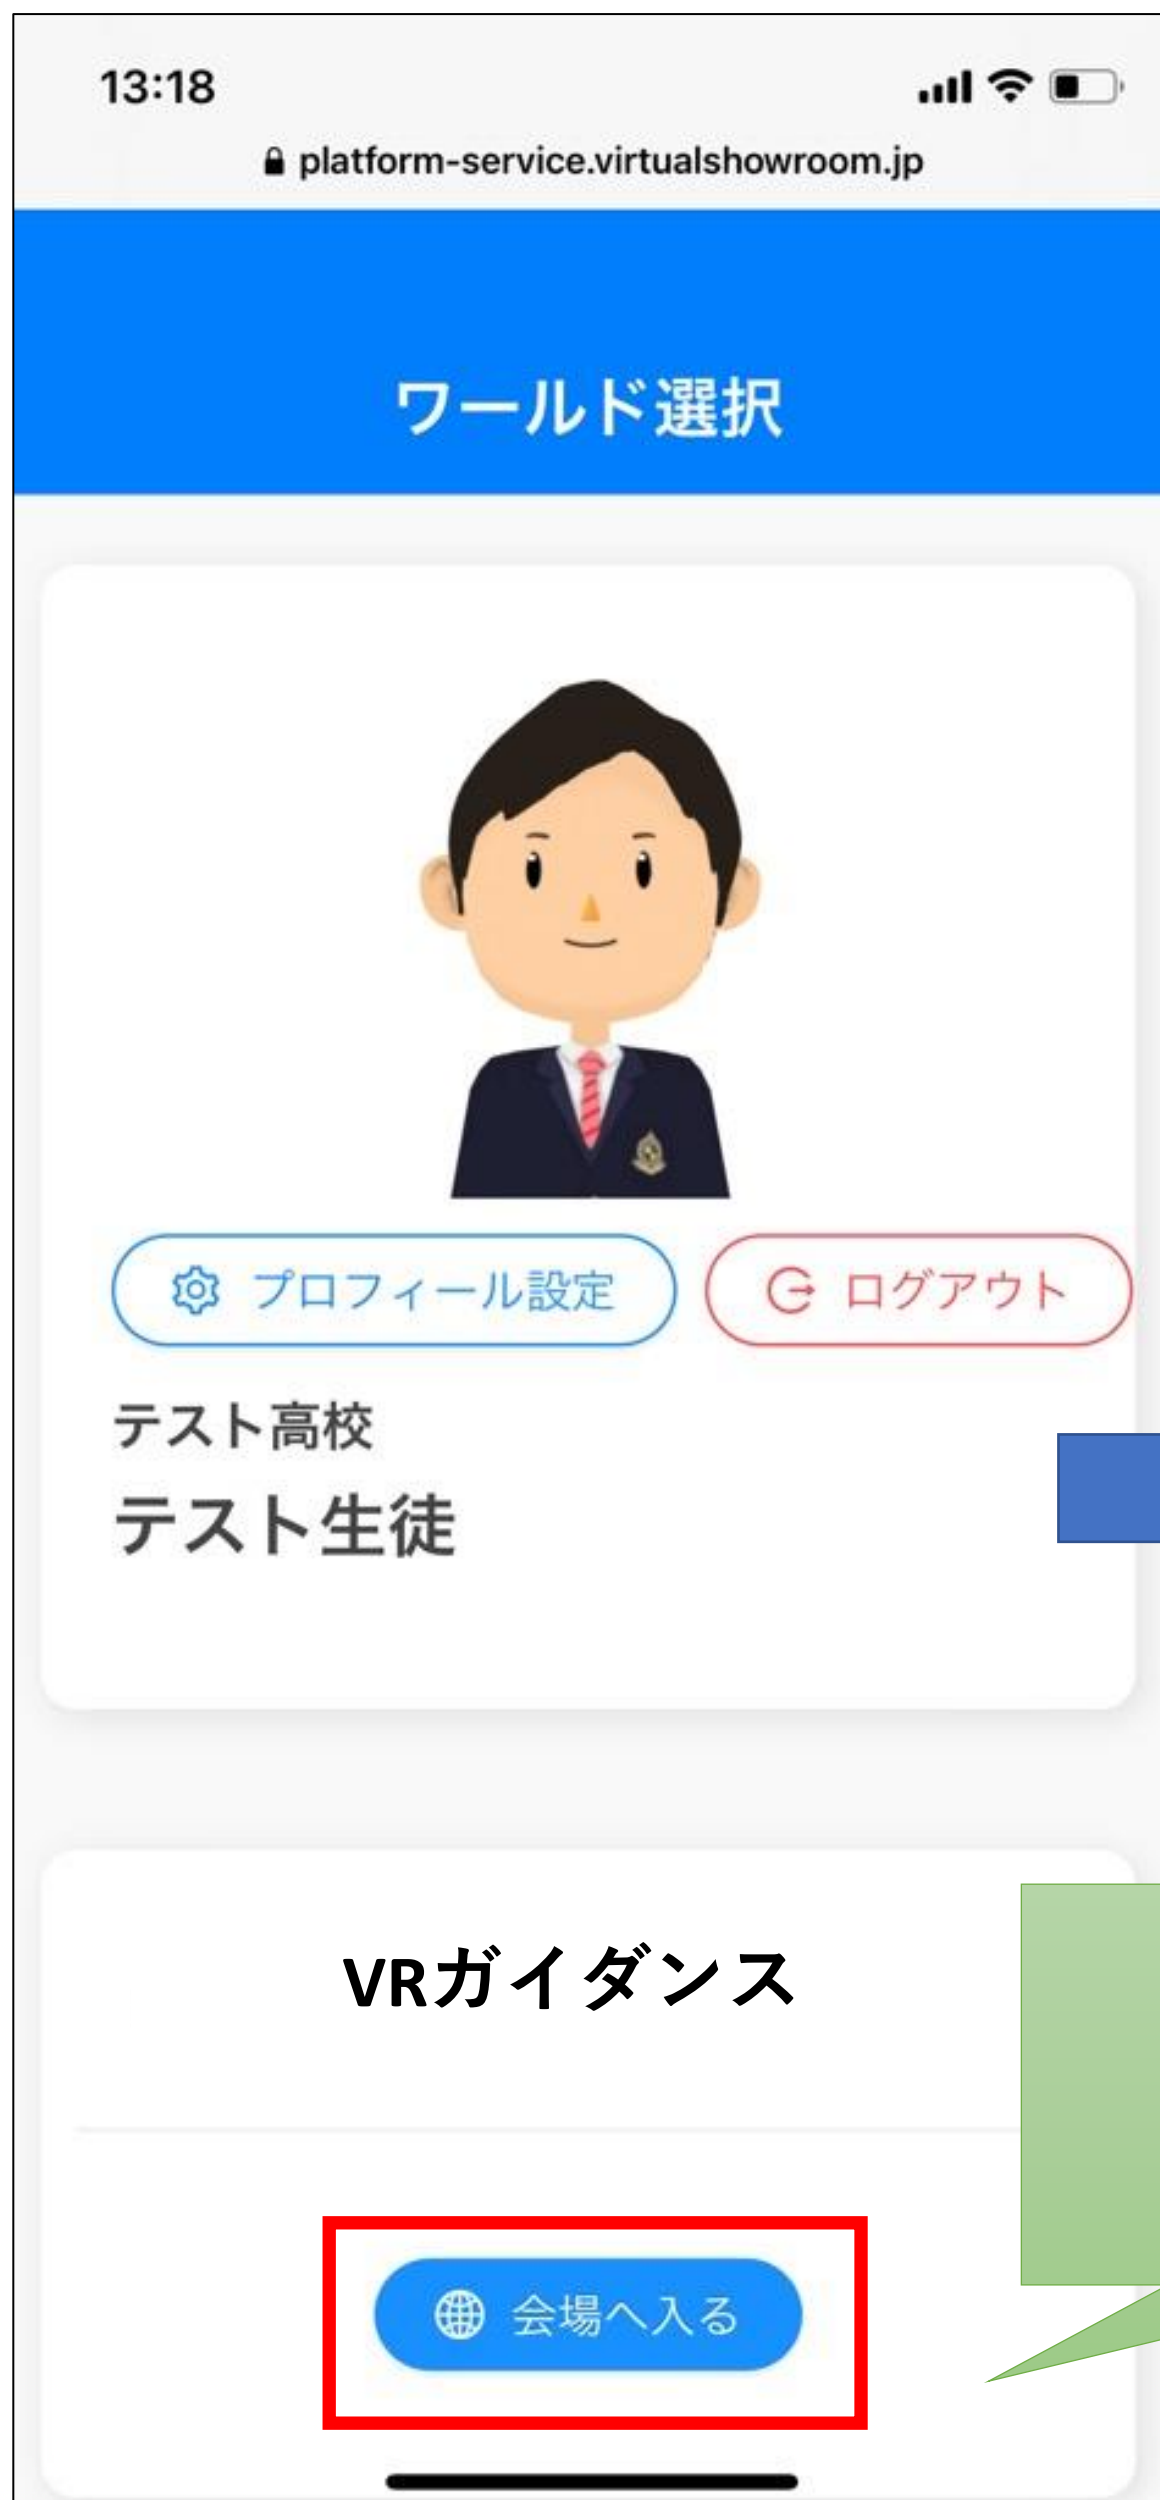 13:18
platform-service.virtualshowroom.jp
ワールド選択
プロフィール設定 ログアウト
テスト高校
テスト生徒
VRガイダンス
会場へ入る